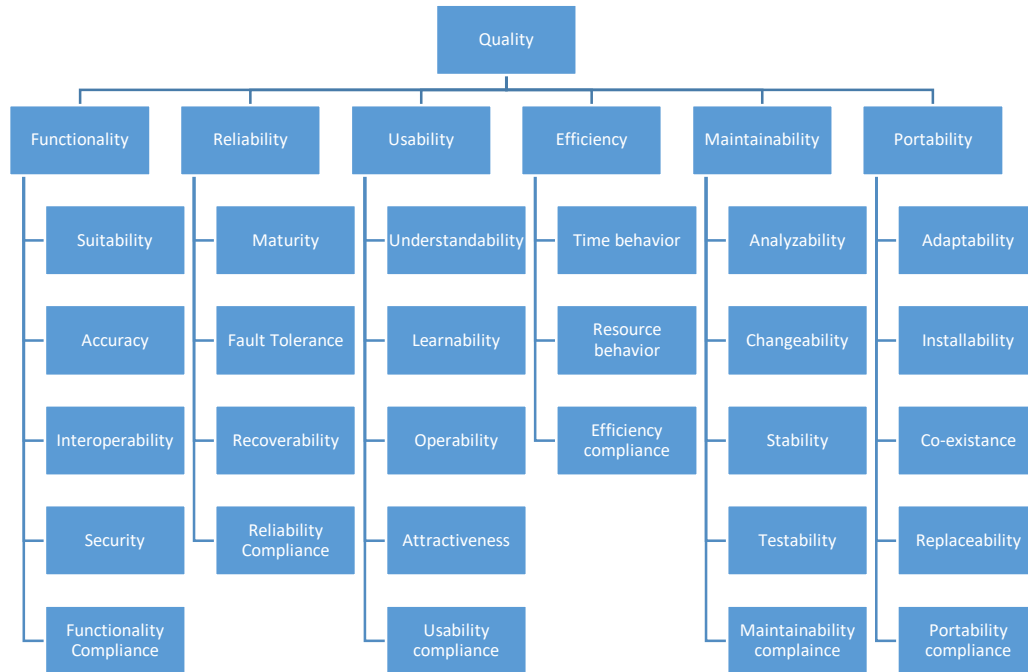 Quality
Functionality
Reliability
Usability
Efficiency
Maintainability
Portability
Suitability
Maturity
Understandability
Time behavior
Analyzability
Adaptability
Accuracy
Fault Tolerance
Learnability
Resource
behavior
Changeability
Installability
Interoperability
Recoverability
Operability
Efficiency
compliance
Stability
Co-existance
Security
Reliability
Compliance
Attractiveness
Testability
Replaceability
Functionality
Compliance
Usability
compliance
Maintainability
complaince
Portability
compliance